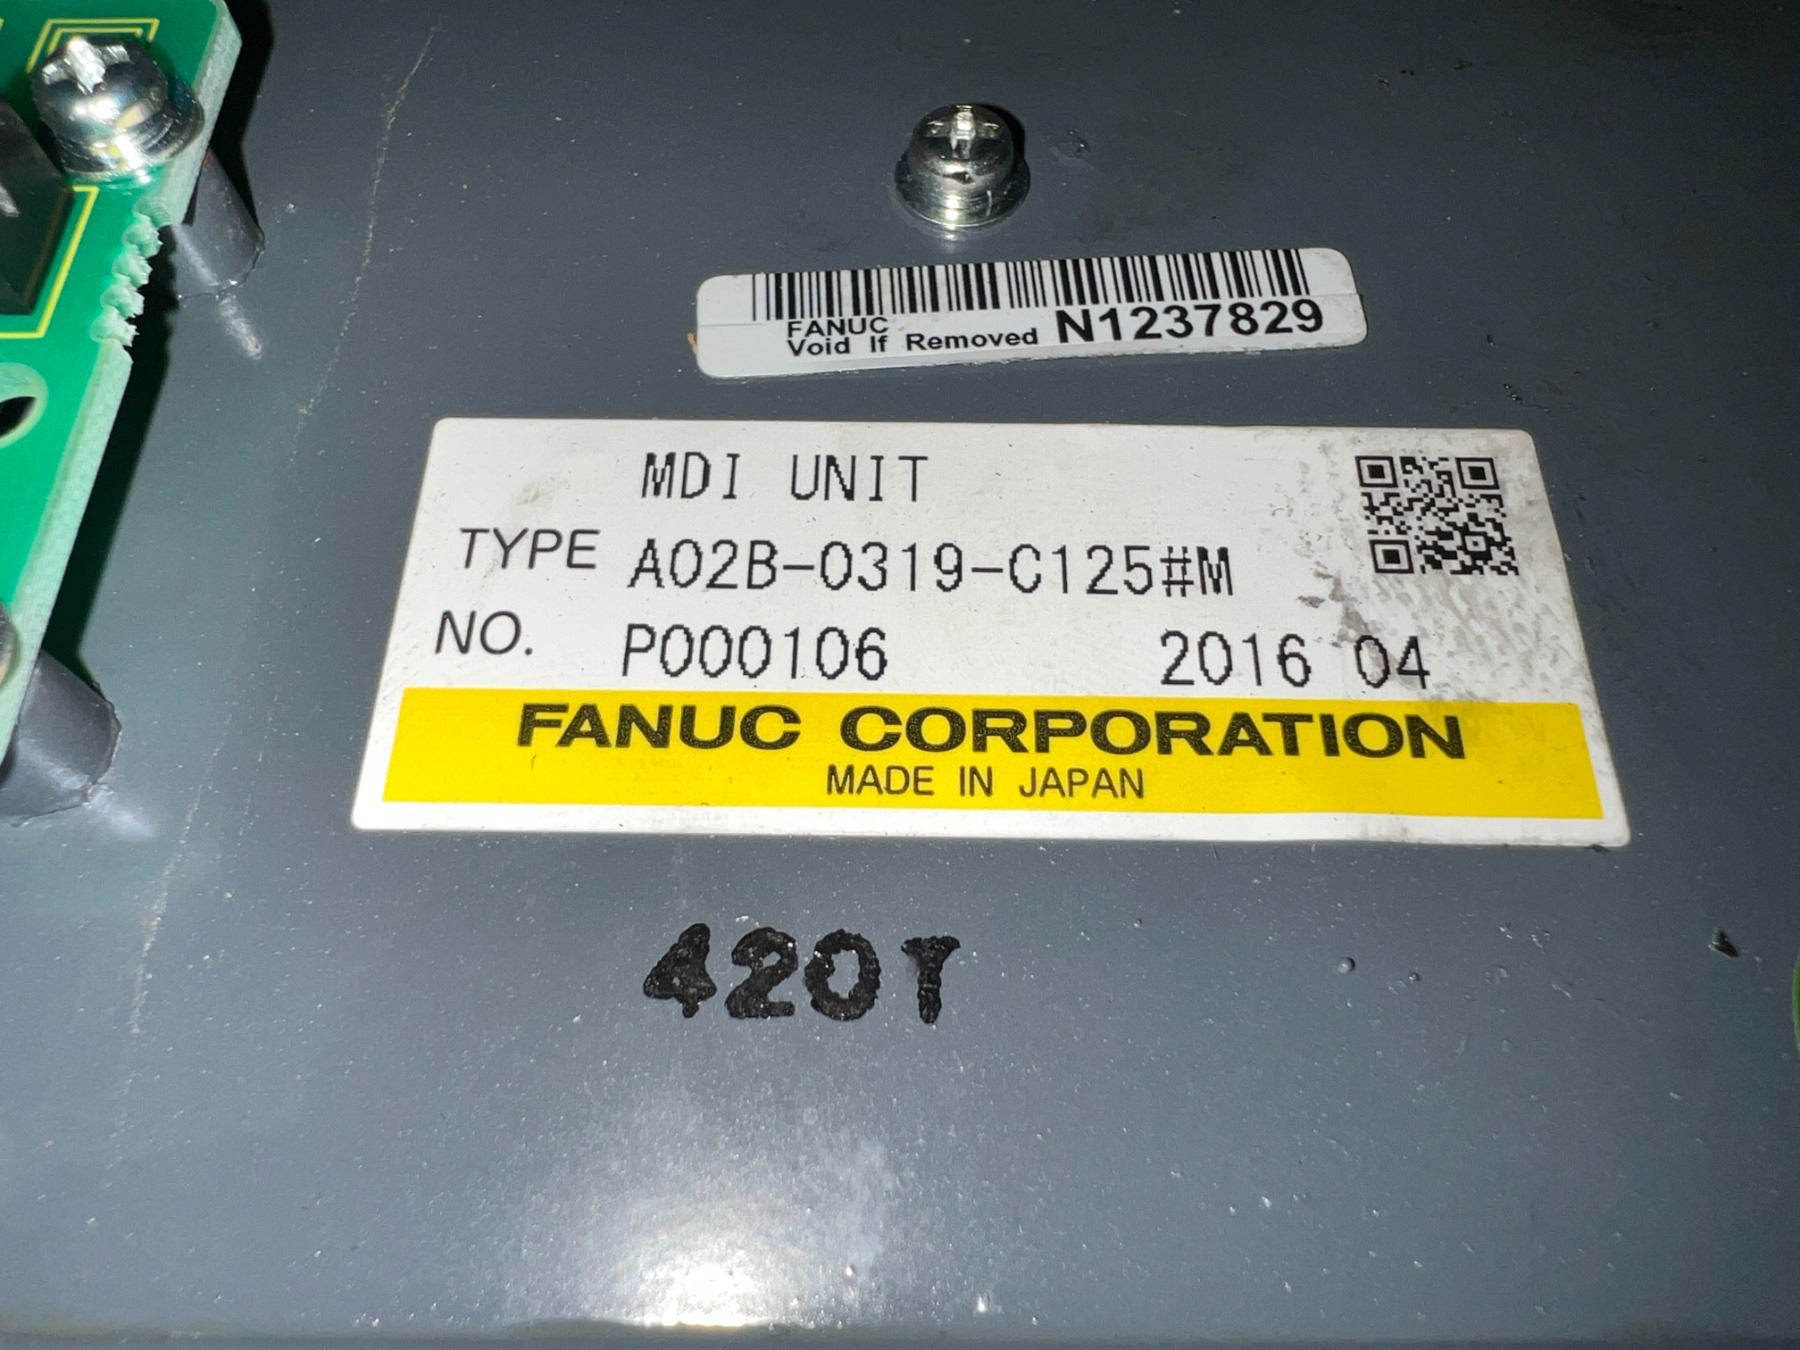 FANUC
Void If Removed N1237829
MDI UNIT
TYPE A02B-0319-C125#M
NO. P000106 2016 04
FANUC CORPORATION
MADE IN JAPAN
420T